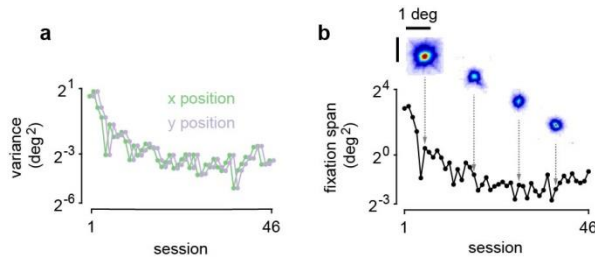 a
2^1
2^-3
2^-6
variance
(deg^2)
x position
y position
1
46
session
b
1 deg
2^4
2^0
2^-3
fixation span
(deg^2)
1
46
session